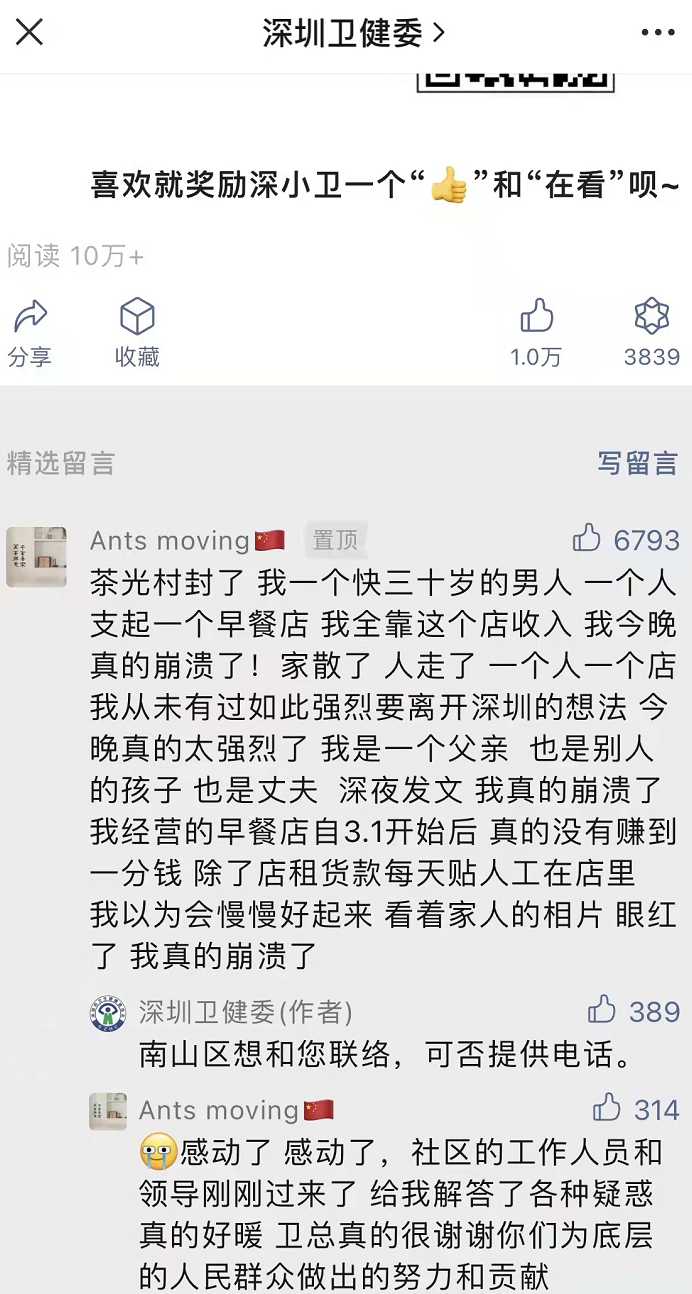 深圳卫健委
喜欢就奖励深小卫一个“👍”和“在看”呗~
阅读 10万+
分享 收藏 1.0万 3839
精选留言 写留言
Ants moving🇨🇳 置顶 6793
茶光村封了 我一个快三十岁的男人 一个人
支起一个早餐店 我全靠这个店收入 我今晚
真的崩溃了！家散了 人走了 一个人一个店
我从未有过如此强烈要离开深圳的想法 今
晚真的太强烈了 我是一个父亲 也是别人
的孩子 也是丈夫 深夜发文 我真的崩溃了
我经营的早餐店自3.1开始后 真的没有赚到
一分钱 除了店租货款每天贴人工在店里
我以为会慢慢好起来 看着家人的相片 眼红
了 我真的崩溃了
深圳卫健委(作者) 389
南山区想和您联络，可否提供电话。
Ants moving🇨🇳 314
😭感动了 感动了，社区的工作人员和
领导刚刚过来了 给我解答了各种疑惑
真的好暖 卫总真的很谢谢你们为底层
的人民群众做出的努力和贡献